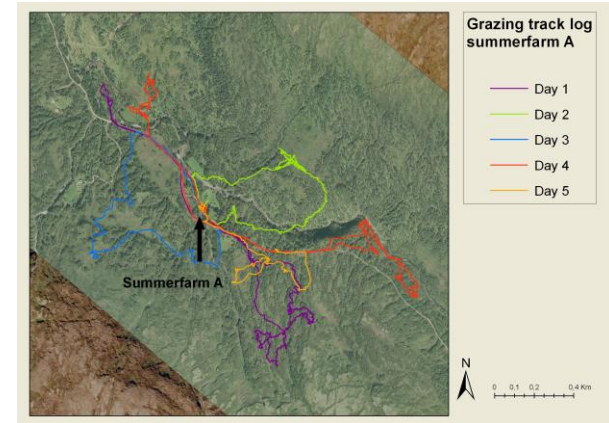 Grazing track log
summerfarm A
Day 1
Day 2
Day 3
Day 4
Day 5
Summerfarm A
N
0 0,1 0,2 0,4 Km